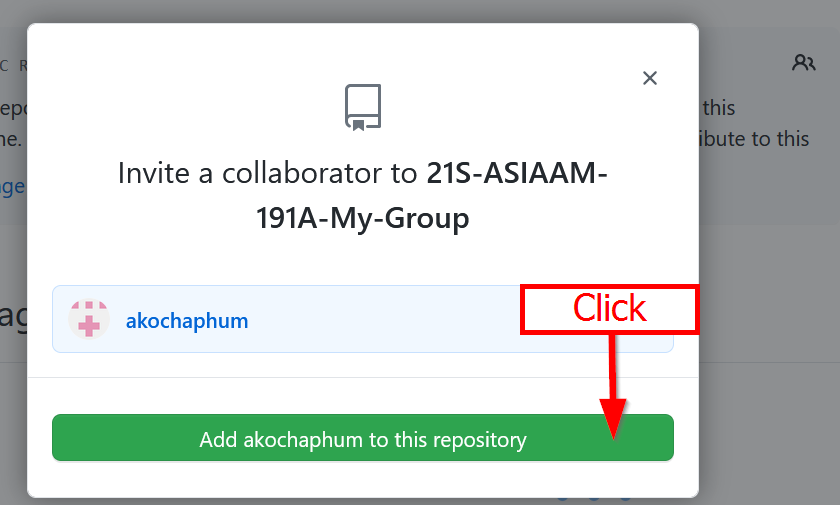 C R
epo
this
ne.
ibute to this
ge
Invite a collaborator to 21S-ASIAAM-
191A-My-Group
ag
akochaphum
Click
Add akochaphum to this repository